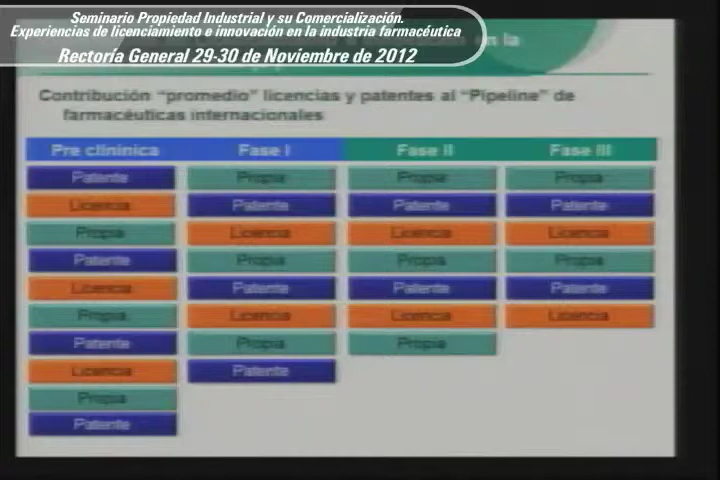 Seminario Propiedad Industrial y su Comercialización.
Experiencias de licenciamiento e innovación en la industria farmacéutica
Rectoría General 29-30 de Noviembre de 2012
en la
Contribución “promedio” licencias y patentes al “Pipeline” de
farmacéuticas internacionales
Pre clininica Fase I Fase II Fase III
Patente Propia Propia Propia
Licencia Patente Patente Patente
Propia Licencia Licencia Licencia
Patente Propia Propia Propia
Licencia Patente Patente Patente
Propia Licencia Licencia Licencia
Patente Propia Propia
Licencia Patente
Propia
Patente